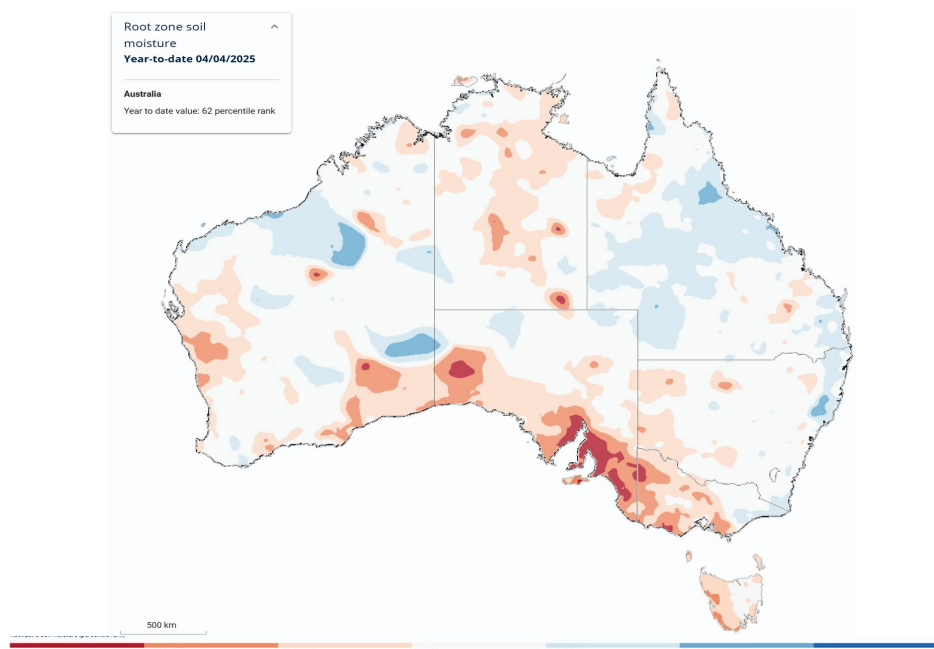 Root zone soil
moisture
Year-to-date 04/04/2025
Australia
Year to date value: 62 percentile rank
500 km